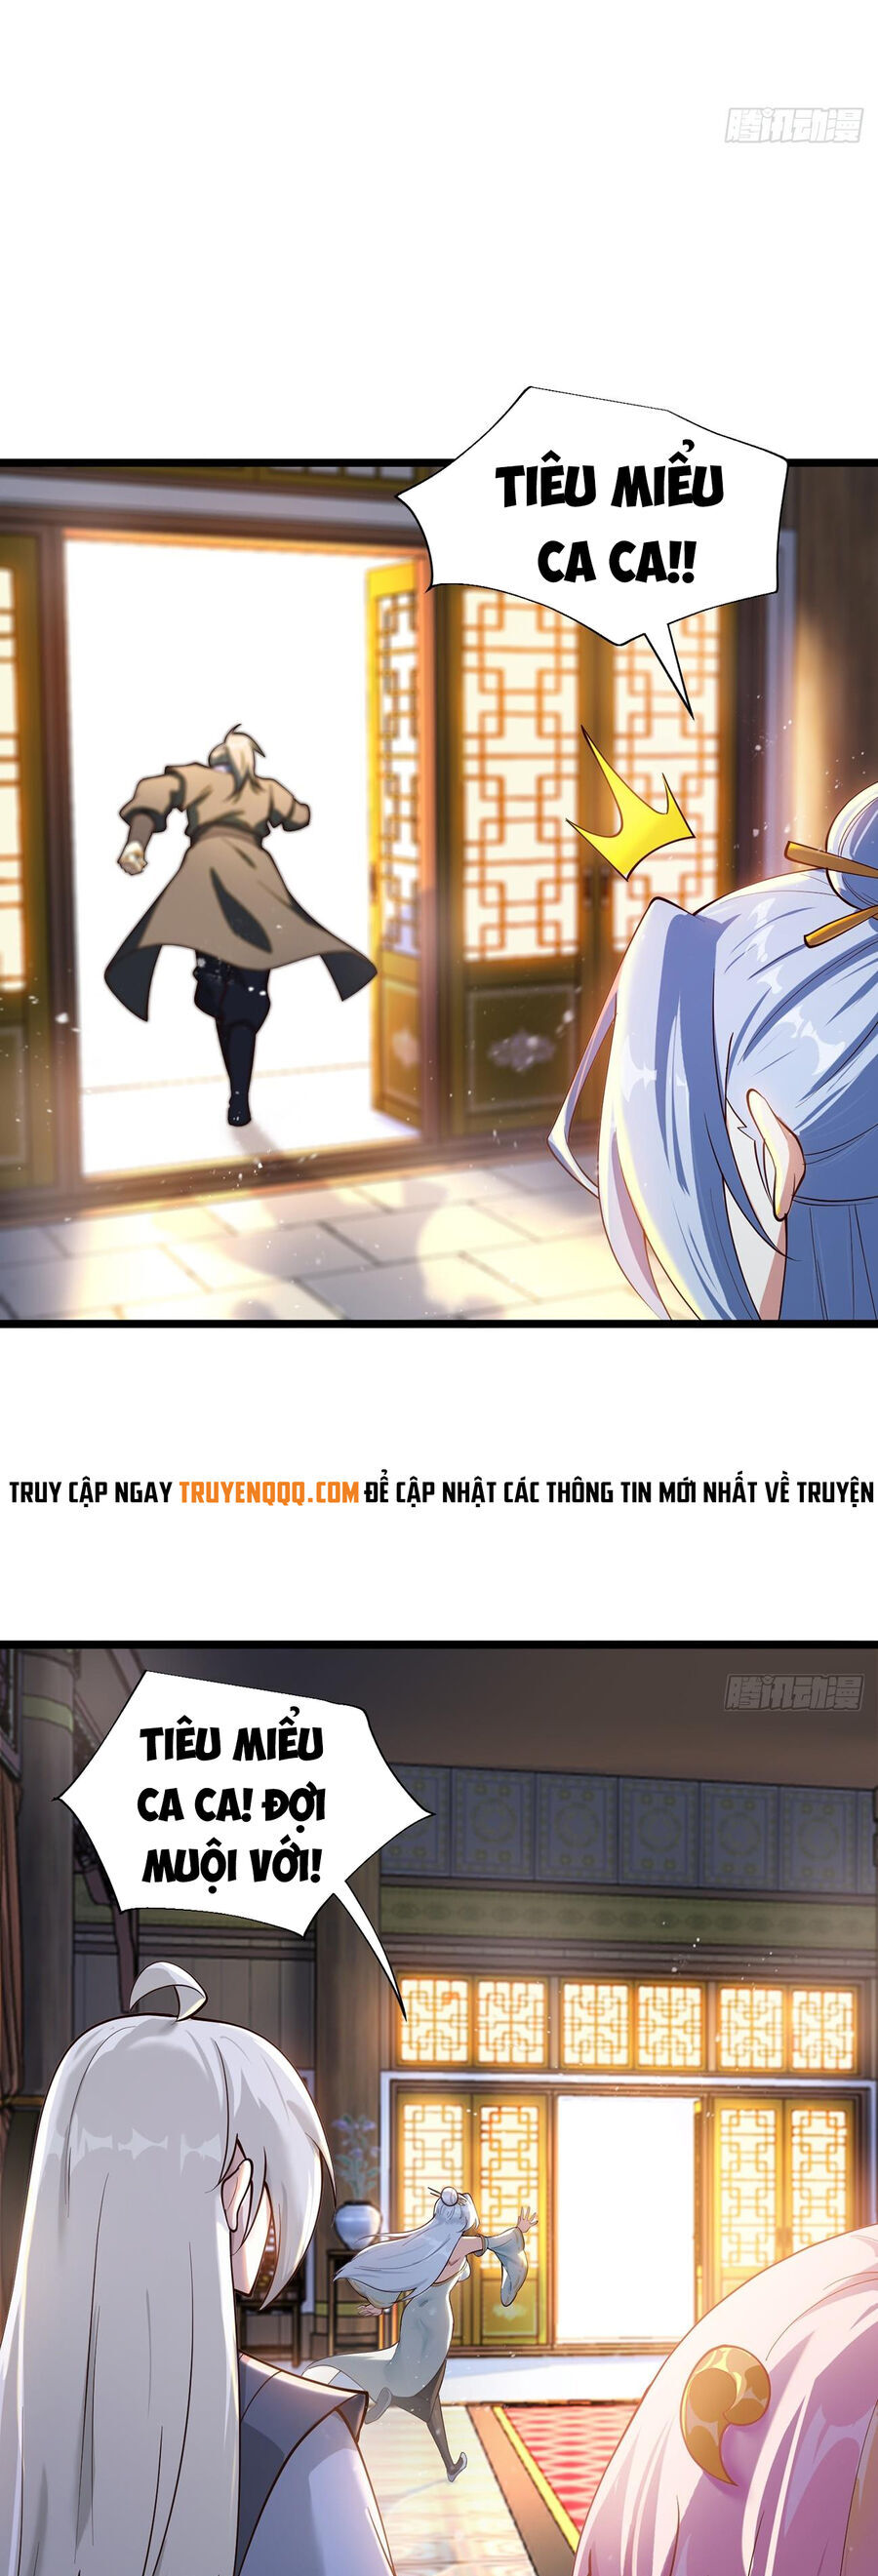 腾讯动漫
TIÊU MIỂU
CA CA!!
TRUY CẬP NGAY TRUYENQQQ.COM ĐỂ CẬP NHẬT CÁC THÔNG TIN MỚI NHẤT VỀ TRUYỆN
腾讯动漫
TIÊU MIỂU
CA CA! ĐỢI
MUỘI VỚI!